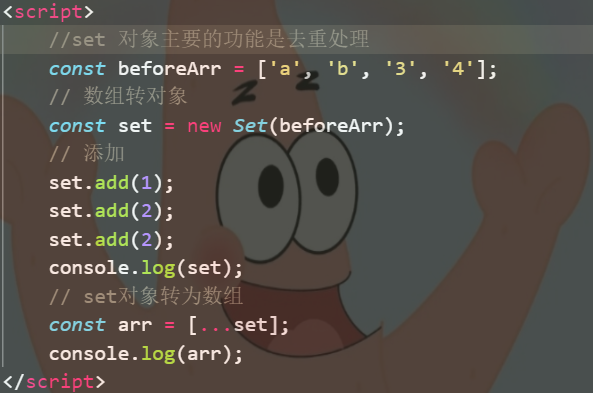 <script>
//set 对象主要的功能是去重处理
const beforeArr = ['a', 'b', '3', '4'];
// 数组转对象
const set = new Set(beforeArr);
// 添加
set.add(1);
set.add(2);
set.add(2);
console.log(set);
// set对象转为数组
const arr = [...set];
console.log(arr);
</script>